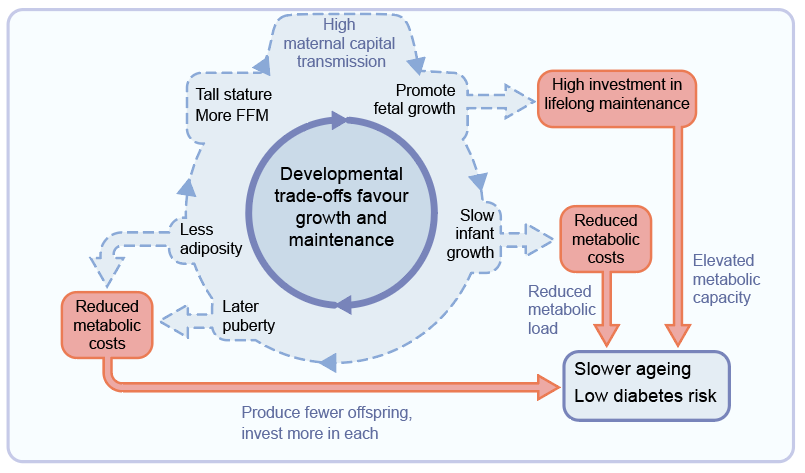 High
maternal capital
transmission
Tall stature
More FFM
Promote
fetal growth
High investment in
lifelong maintenance
Developmental
trade-offs favour
growth and
maintenance
Slow
infant
growth
Reduced
metabolic
costs
Less
adiposity
Elevated
metabolic
capacity
Reduced
metabolic
load
Later
puberty
Reduced
metabolic
costs
Slower ageing
Low diabetes risk
Produce fewer offspring,
invest more in each